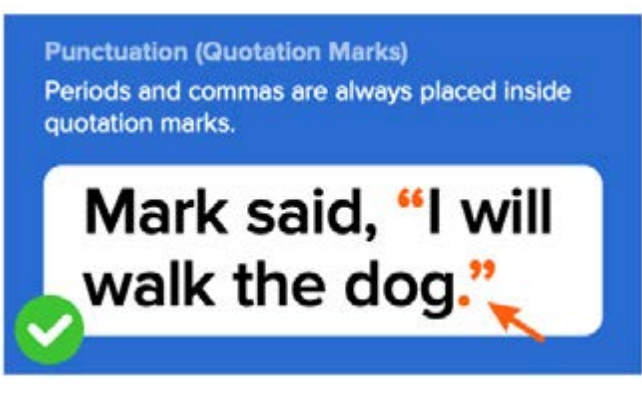 Punctuation (Quotation Marks)
Periods and commas are always placed inside
quotation marks.
Mark said, “I will
walk the dog.”